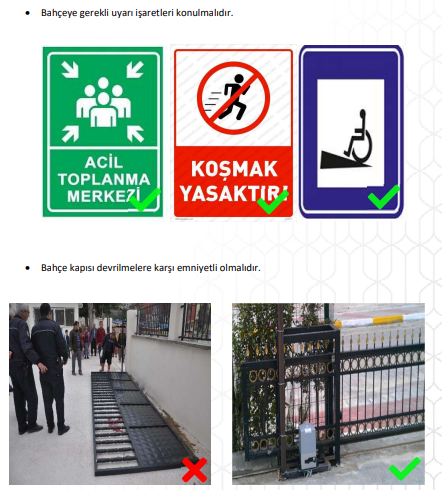 • Bahçeye gerekli uyarı işaretleri konulmalıdır.
ACİL
TOPLANMA
MERKEZİ
KOŞMAK
YASAKTIR!
• Bahçe kapısı devrilmelere karşı emniyetli olmalıdır.